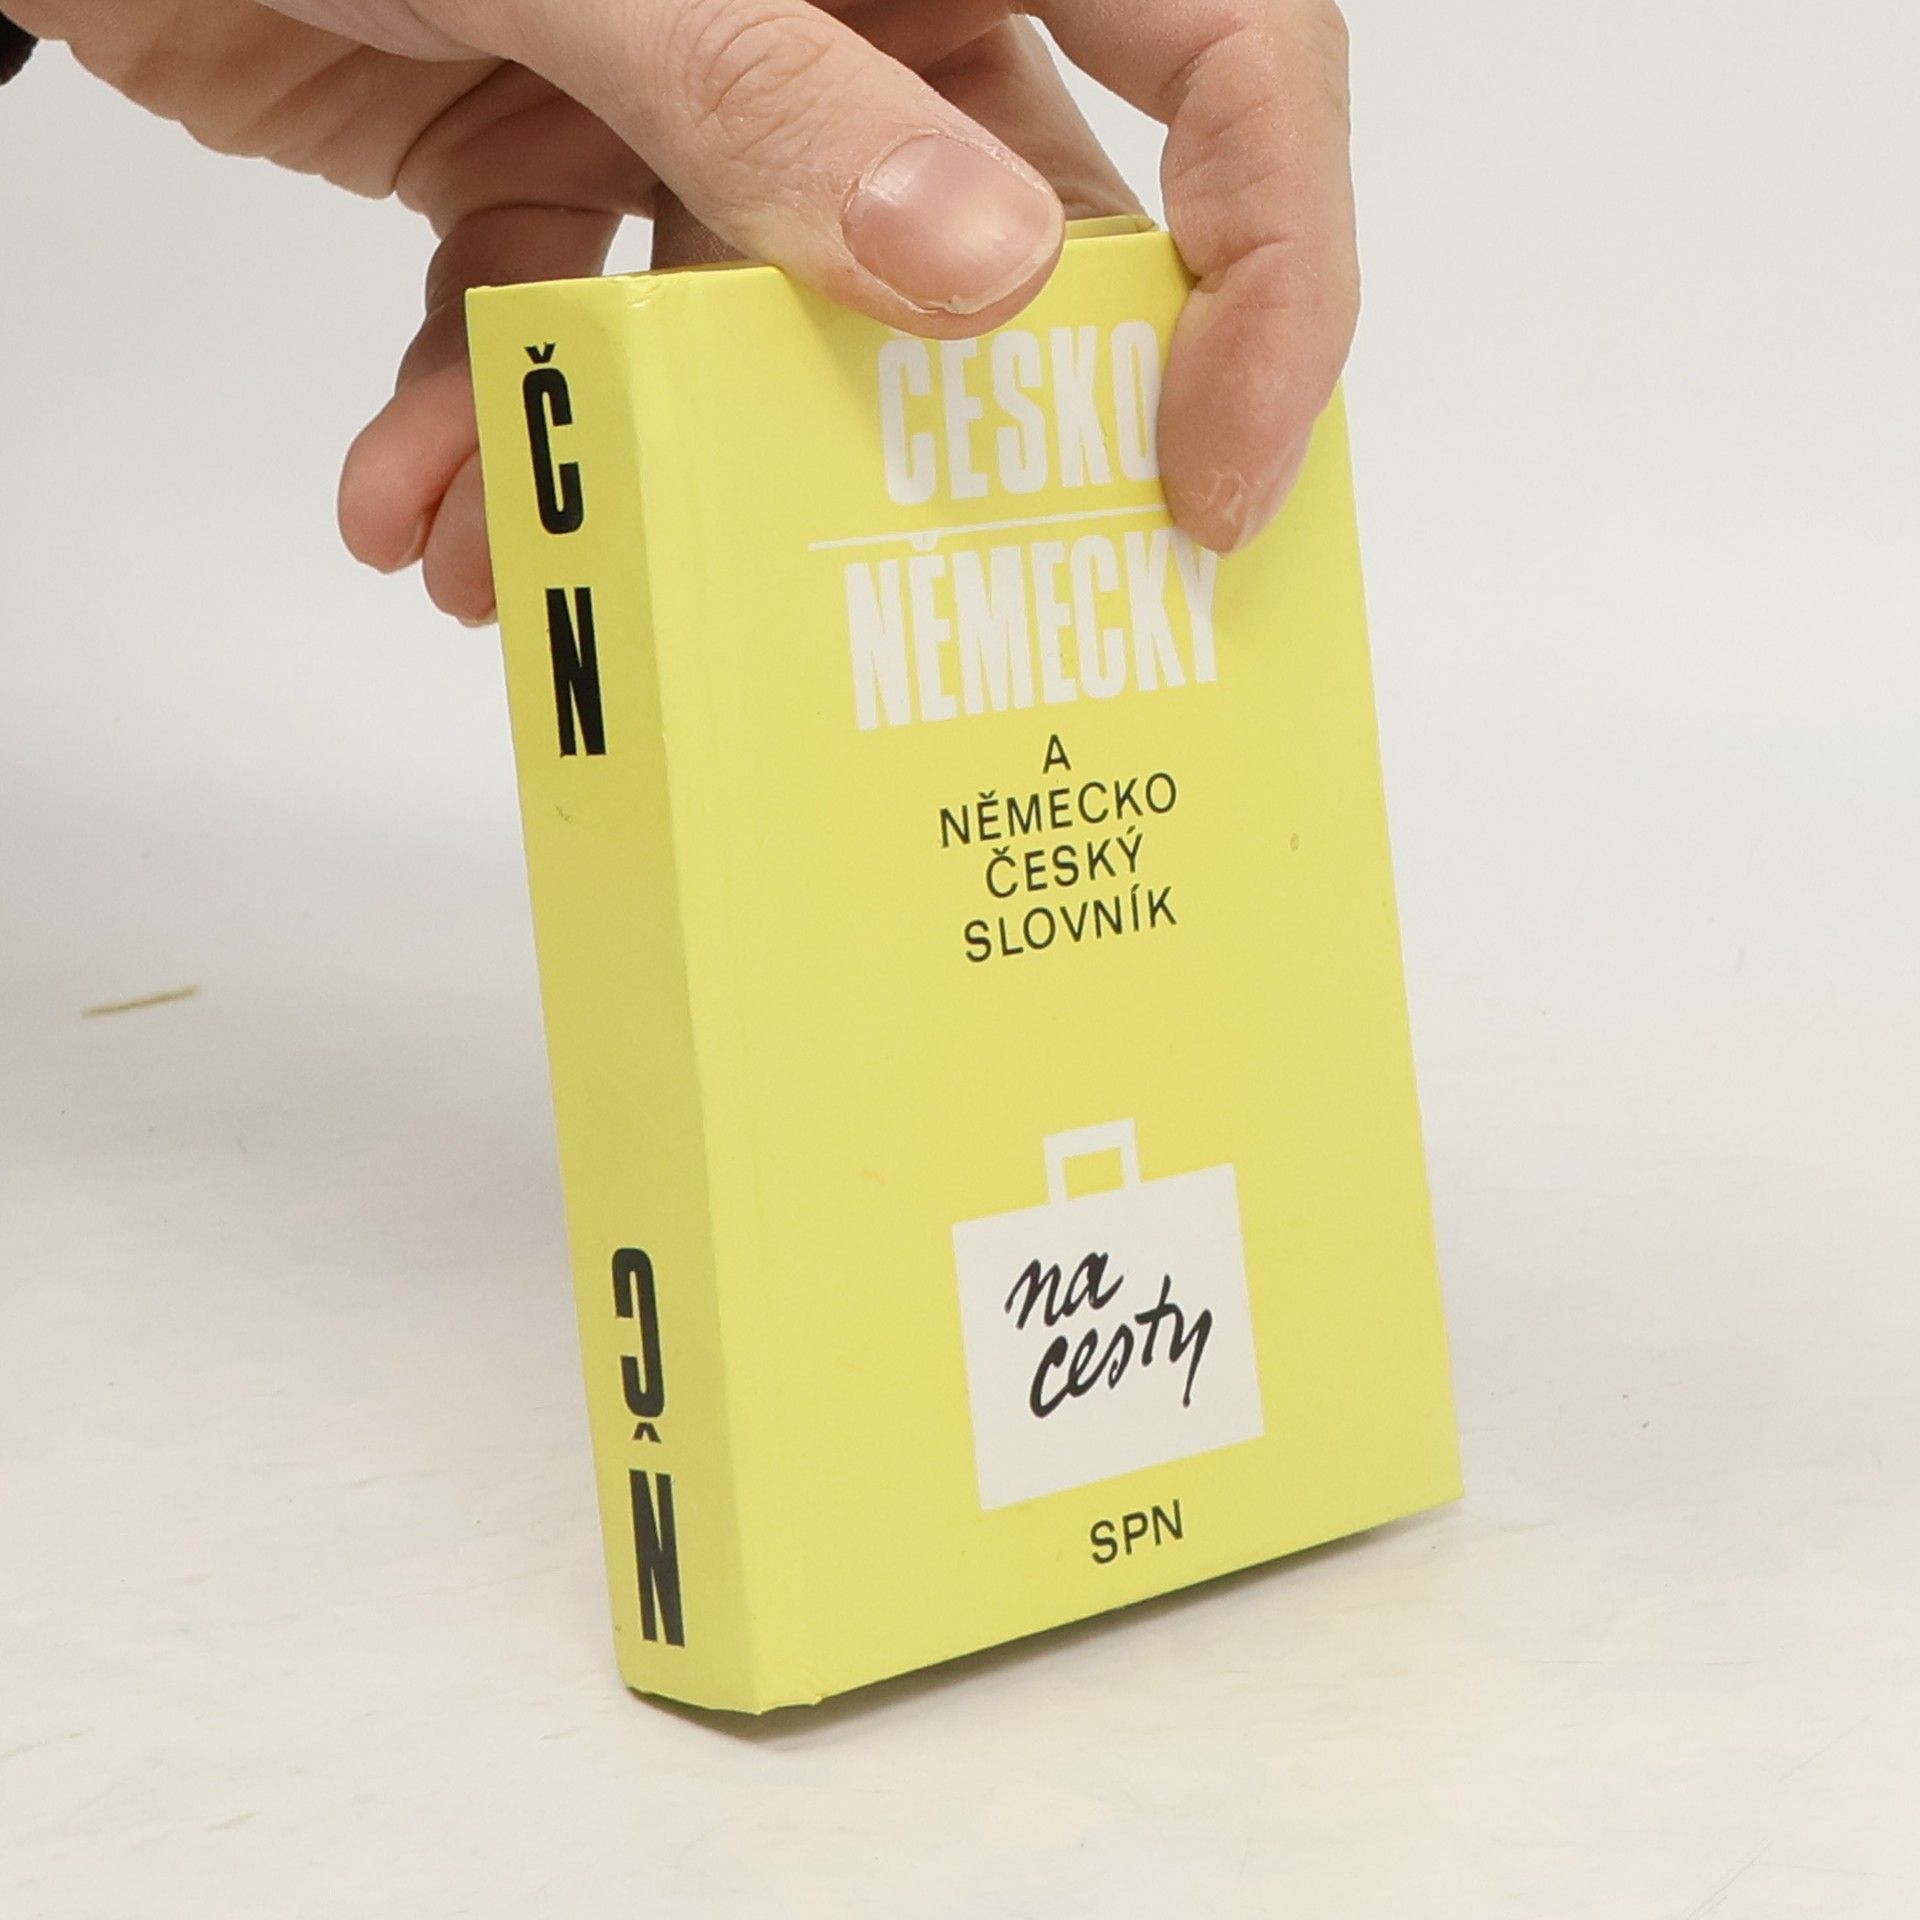 Č N
Č N
ČESKO
NĚMECKÝ
A
NĚMECKO
ČESKÝ
SLOVNÍK
na
cesty
SPN